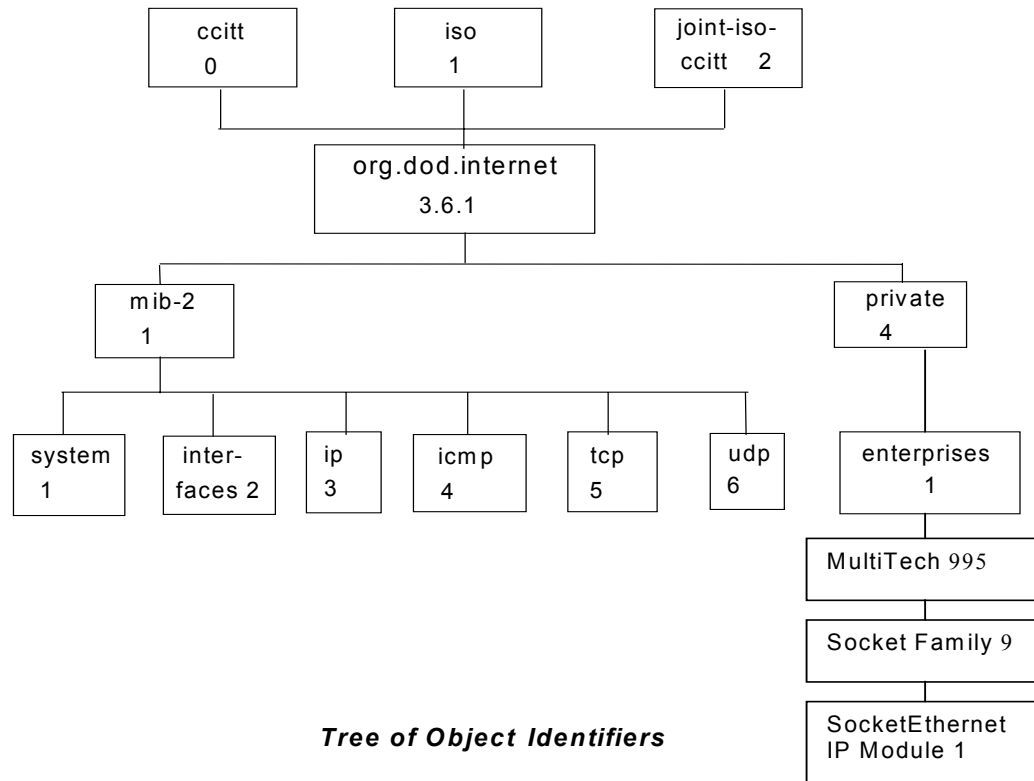 ccitt
0
iso
1
joint-iso-
ccitt 2
org.dod.internet
3.6.1
mib-2
1
private
4
system
1
inter-
faces 2
ip
3
icmp
4
tcp
5
udp
6
enterprises
1
MultiTech 995
Socket Family 9
SocketEthernet
IP Module 1
Tree of Object Identifiers